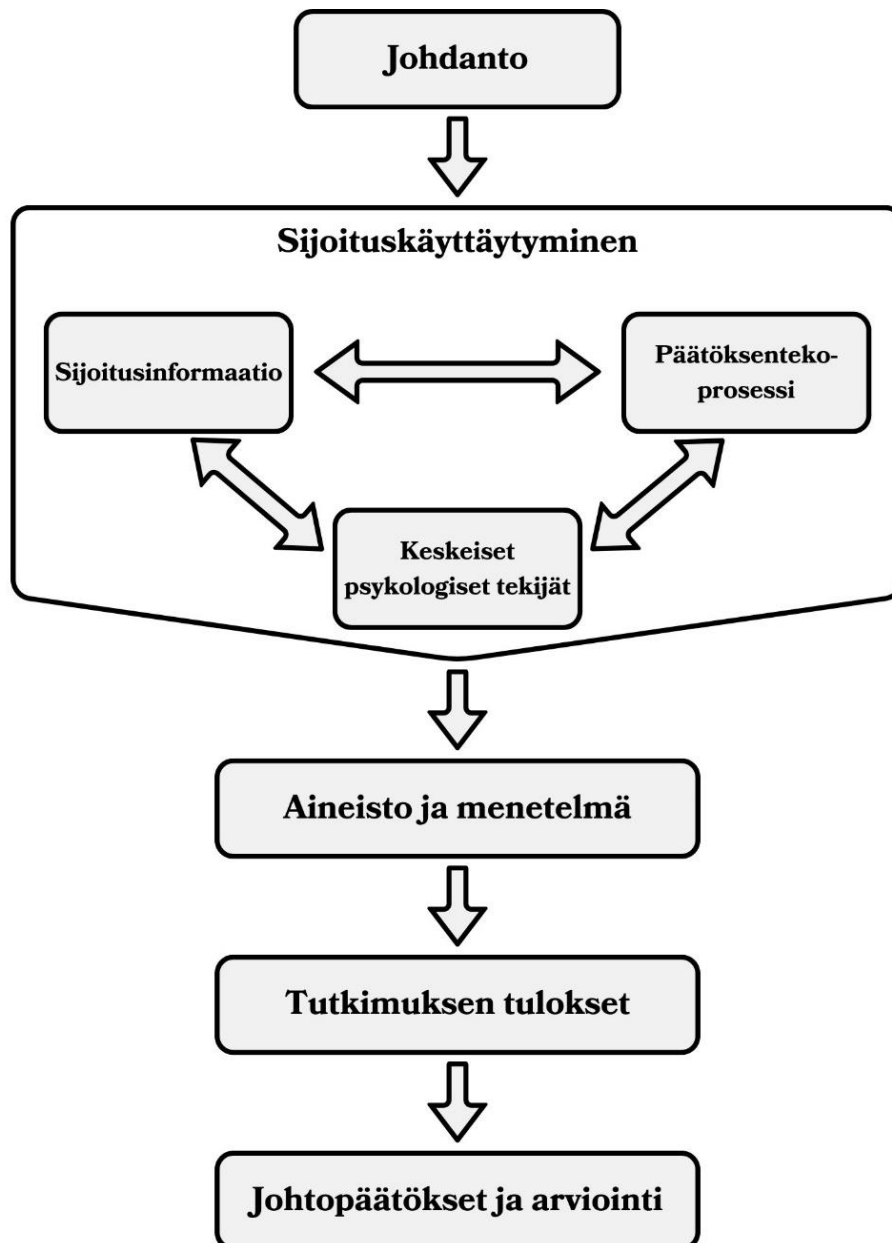 Johdanto
Sijoituskäyttäytyminen
Sijoitusinformaatio
Päätöksenteko-
prosessi
Keskeiset
psykologiset tekijät
Aineisto ja menetelmä
Tutkimuksen tulokset
Johtopäätökset ja arviointi